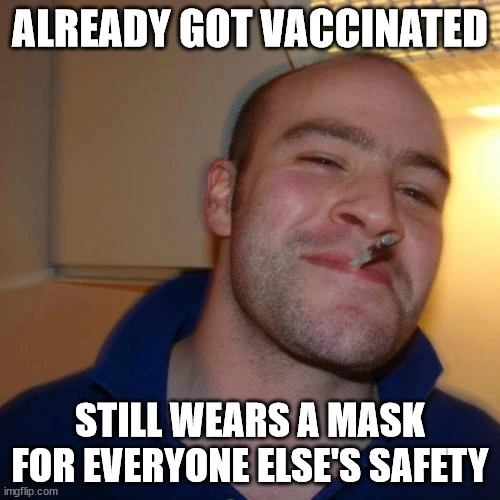 ALREADY GOT VACCINATED
STILL WEARS A MASK
FOR EVERYONE ELSE'S SAFETY
imgflip.com